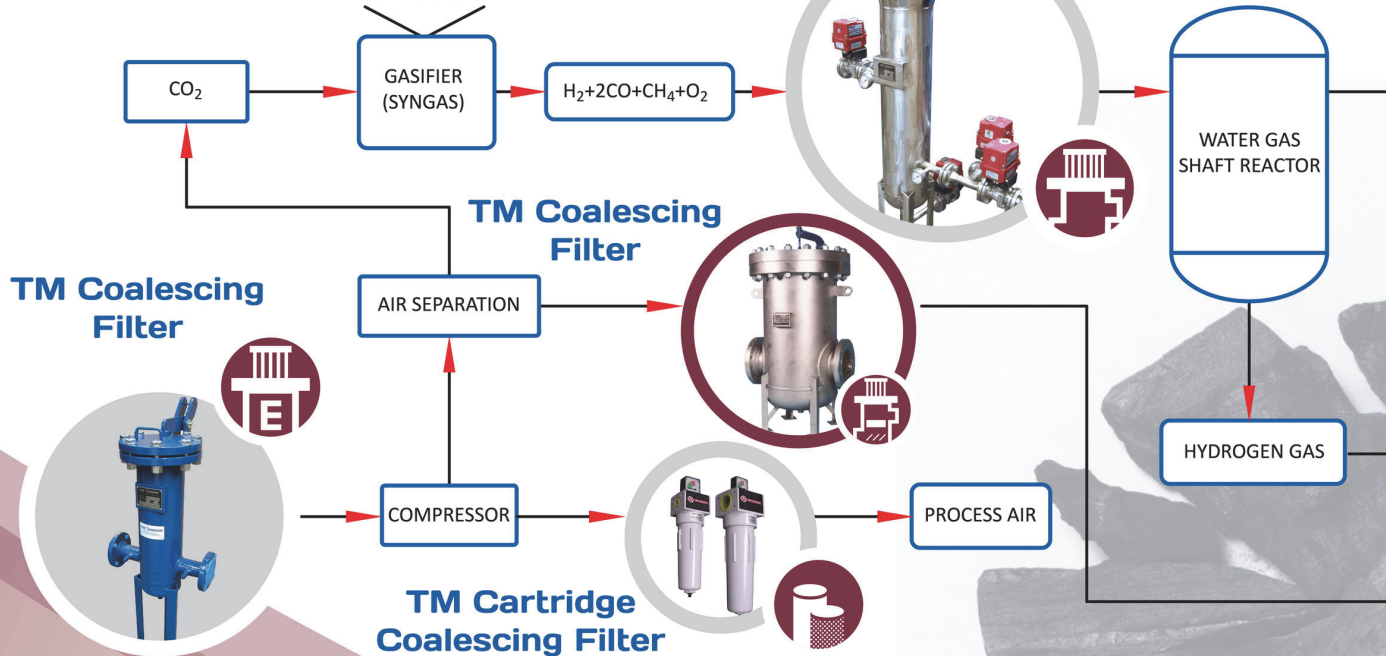 CO₂
GASIFIER
(SYNGAS)
H₂+2CO+CH₄+O₂
WATER GAS
SHAFT REACTOR
TM Coalescing
Filter
TM Coalescing
Filter
AIR SEPARATION
E
HYDROGEN GAS
COMPRESSOR
PROCESS AIR
TM Cartridge
Coalescing Filter